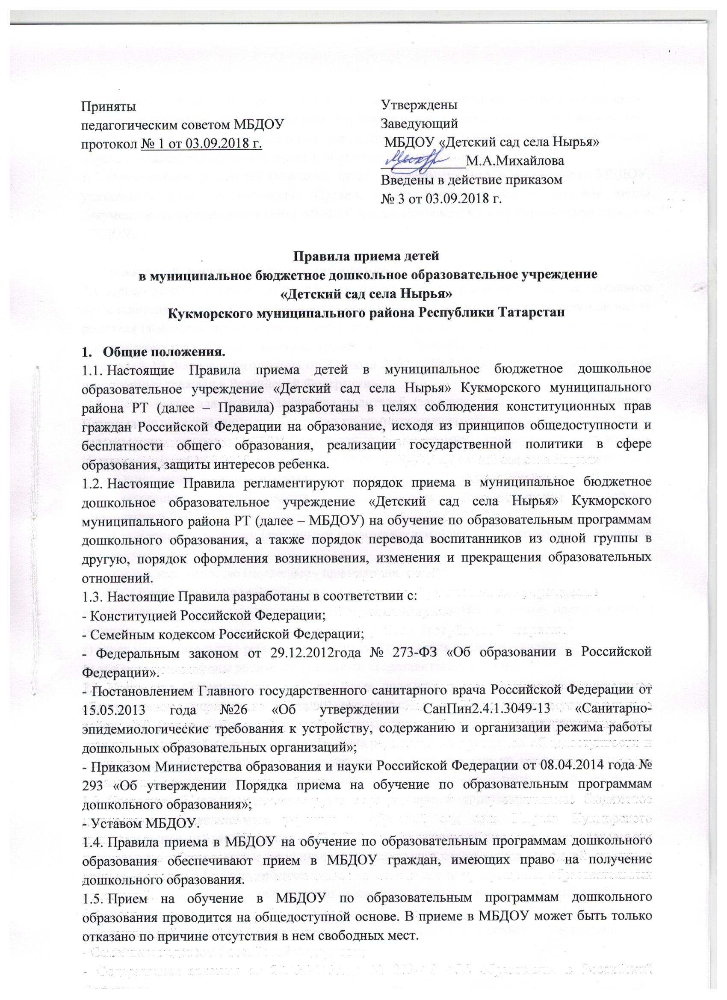 Приняты
педагогическим советом МБДОУ
протокол № 1 от 03.09.2018 г.
Утверждены
Заведующий
МБДОУ «Детский сад села Нырья»
____________М.А.Михайлова
Введены в действие приказом
№ 3 от 03.09.2018 г.
Правила приема детей
в муниципальное бюджетное дошкольное образовательное учреждение
«Детский сад села Нырья»
Кукморского муниципального района Республики Татарстан
1. Общие положения.
1.1. Настоящие Правила приема детей в муниципальное бюджетное дошкольное
образовательное учреждение «Детский сад села Нырья» Кукморского муниципального
района РТ (далее – Правила) разработаны в целях соблюдения конституционных прав
граждан Российской Федерации на образование, исходя из принципов общедоступности и
бесплатности общего образования, реализации государственной политики в сфере
образования, защиты интересов ребенка.
1.2. Настоящие Правила регламентируют порядок приема в муниципальное бюджетное
дошкольное образовательное учреждение «Детский сад села Нырья» Кукморского
муниципального района РТ (далее – МБДОУ) на обучение по образовательным программам
дошкольного образования, а также порядок перевода воспитанников из одной группы в
другую, порядок оформления возникновения, изменения и прекращения образовательных
отношений.
1.3. Настоящие Правила разработаны в соответствии с:
- Конституцией Российской Федерации;
- Семейным кодексом Российской Федерации;
- Федеральным законом от 29.12.2012года № 273-ФЗ «Об образовании в Российской
Федерации».
- Постановлением Главного государственного санитарного врача Российской Федерации от
15.05.2013 года №26 «Об утверждении СанПин2.4.1.3049-13 «Санитарно-
эпидемиологические требования к устройству, содержанию и организации режима работы
дошкольных образовательных организаций»;
- Приказом Министерства образования и науки Российской Федерации от 08.04.2014 года №
293 «Об утверждении Порядка приема на обучение по образовательным программам
дошкольного образования»;
- Уставом МБДОУ.
1.4. Правила приема в МБДОУ на обучение по образовательным программам дошкольного
образования обеспечивают прием в МБДОУ граждан, имеющих право на получение
дошкольного образования.
1.5. Прием на обучение в МБДОУ по образовательным программам дошкольного
образования проводится на общедоступной основе. В приеме в МБДОУ может быть только
отказано по причине отсутствия в нем свободных мест.